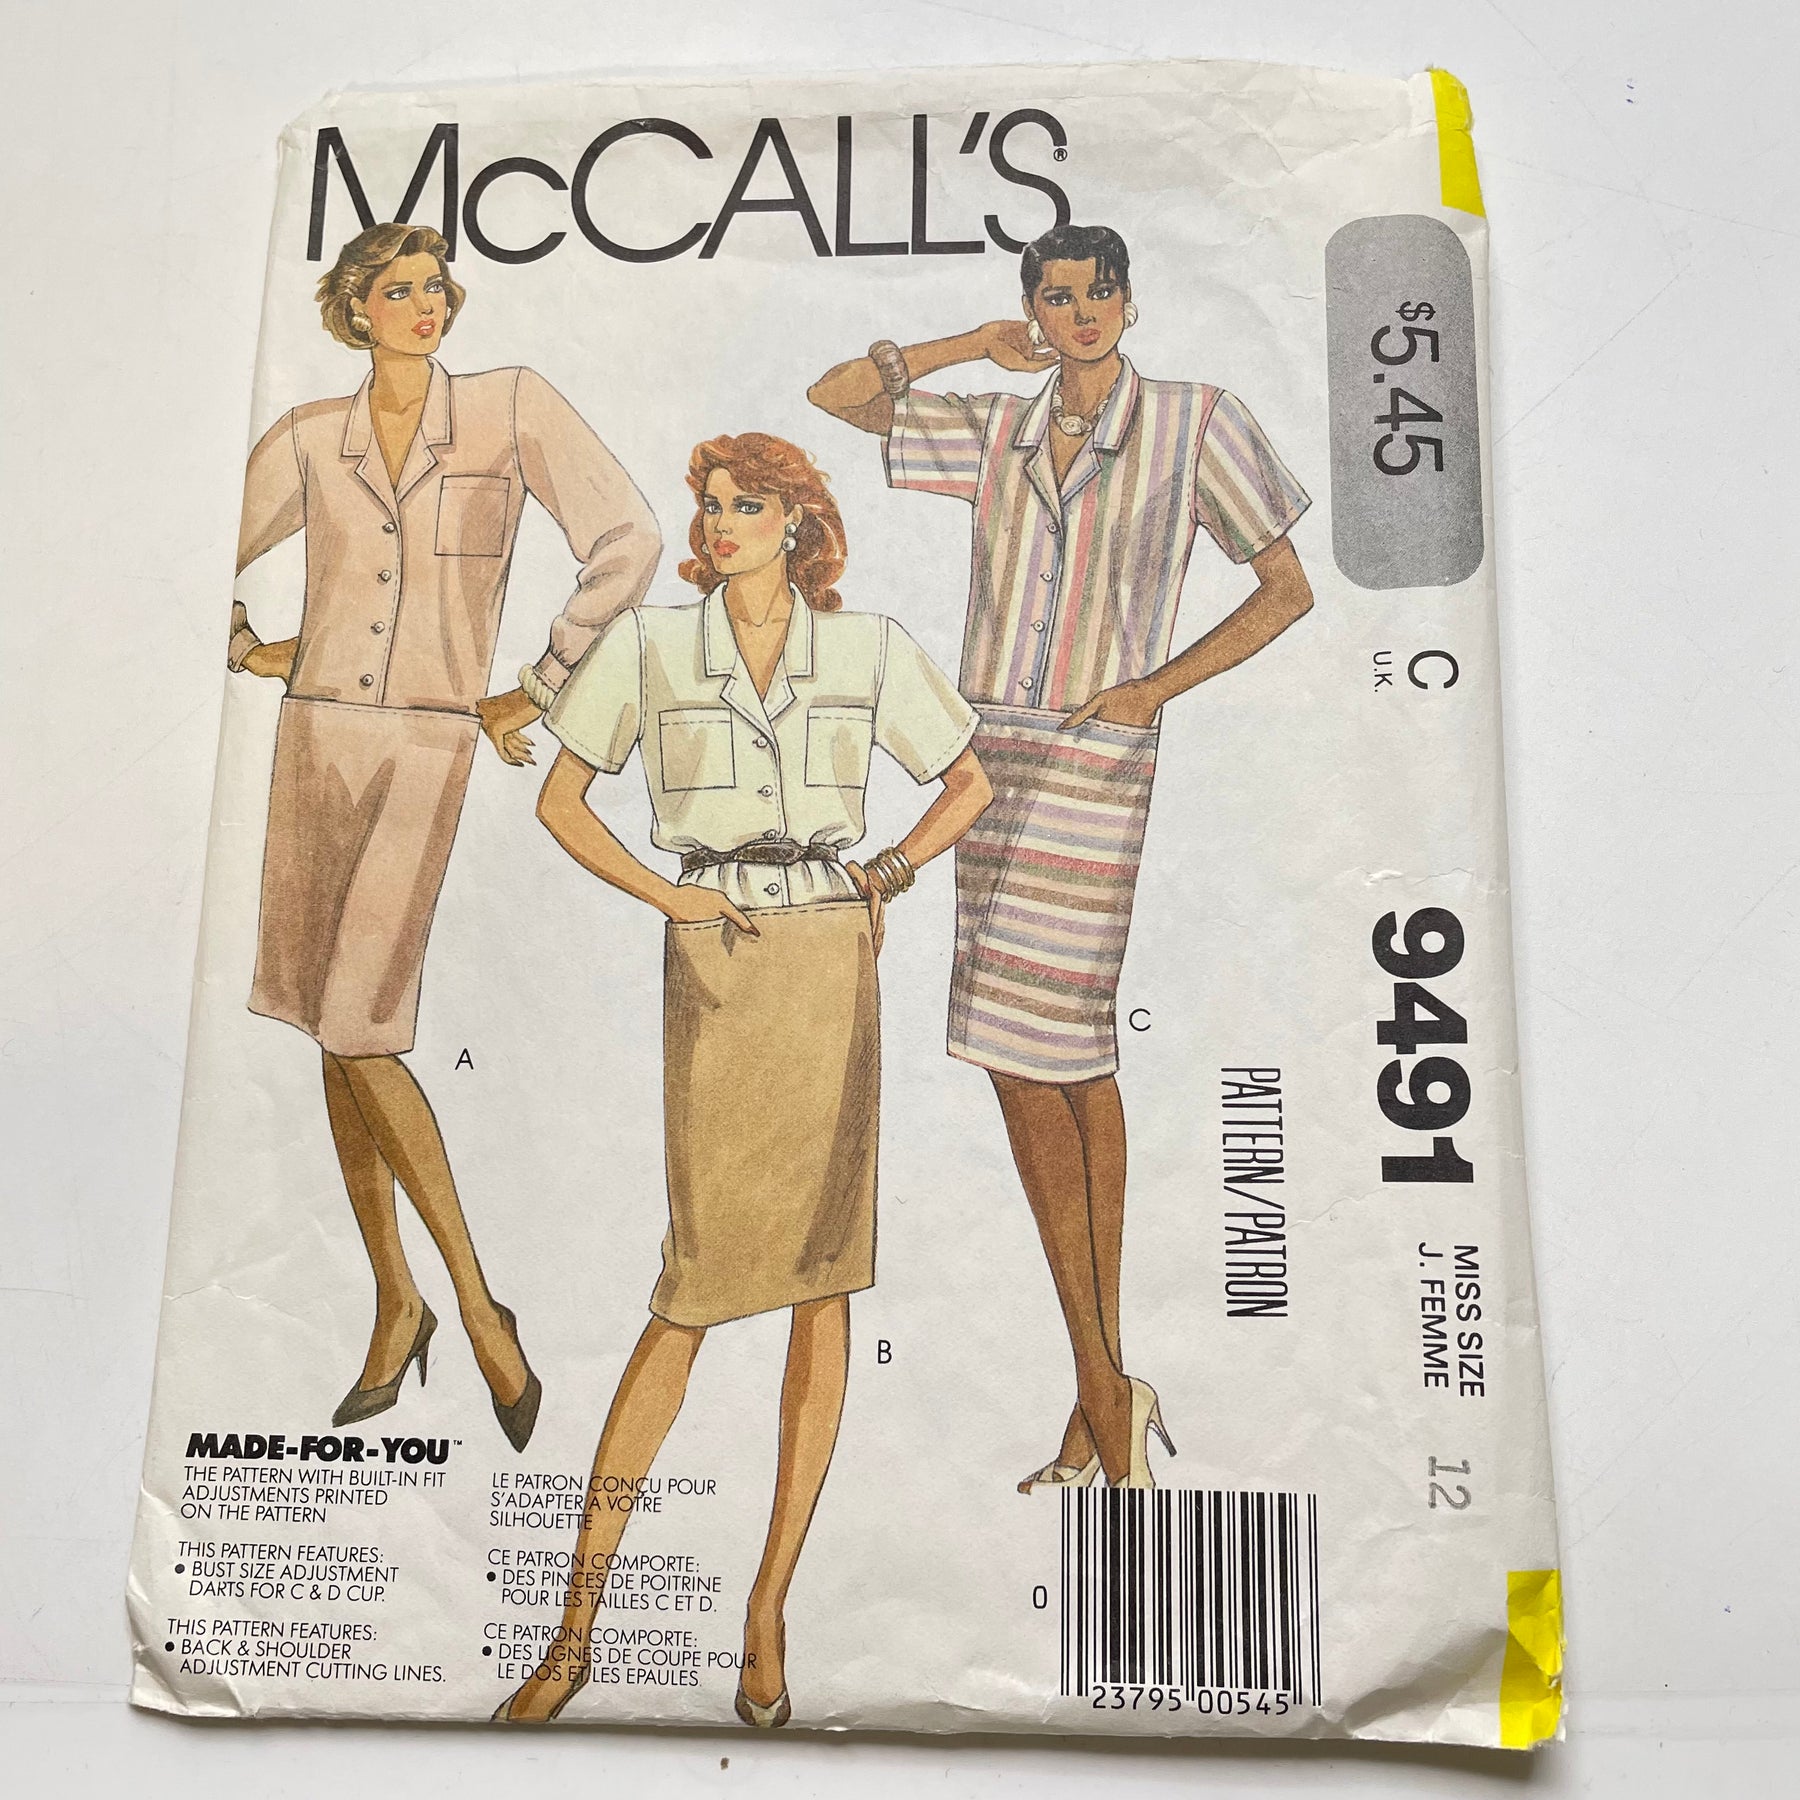 McCALL'S®
$5.45
C
U.K.
9491
MISS SIZE
J. FEMME
12
PATTERN/PATRON
A
B
C
MADE-FOR-YOU™
THE PATTERN WITH BUILT-IN FIT
ADJUSTMENTS PRINTED
ON THE PATTERN
THIS PATTERN FEATURES:
• BUST SIZE ADJUSTMENT
DARTS FOR C & D CUP.
THIS PATTERN FEATURES:
• BACK & SHOULDER
ADJUSTMENT CUTTING LINES.
LE PATRON CONÇU POUR
S'ADAPTER A VOTRE
SILHOUETTE
CE PATRON COMPORTE:
• DES PINCES DE POITRINE
POUR LES TAILLES C ET D.
CE PATRON COMPORTE:
• DES LIGNES DE COUPE POUR
LE DOS ET LES EPAULES.
0 23795 00545